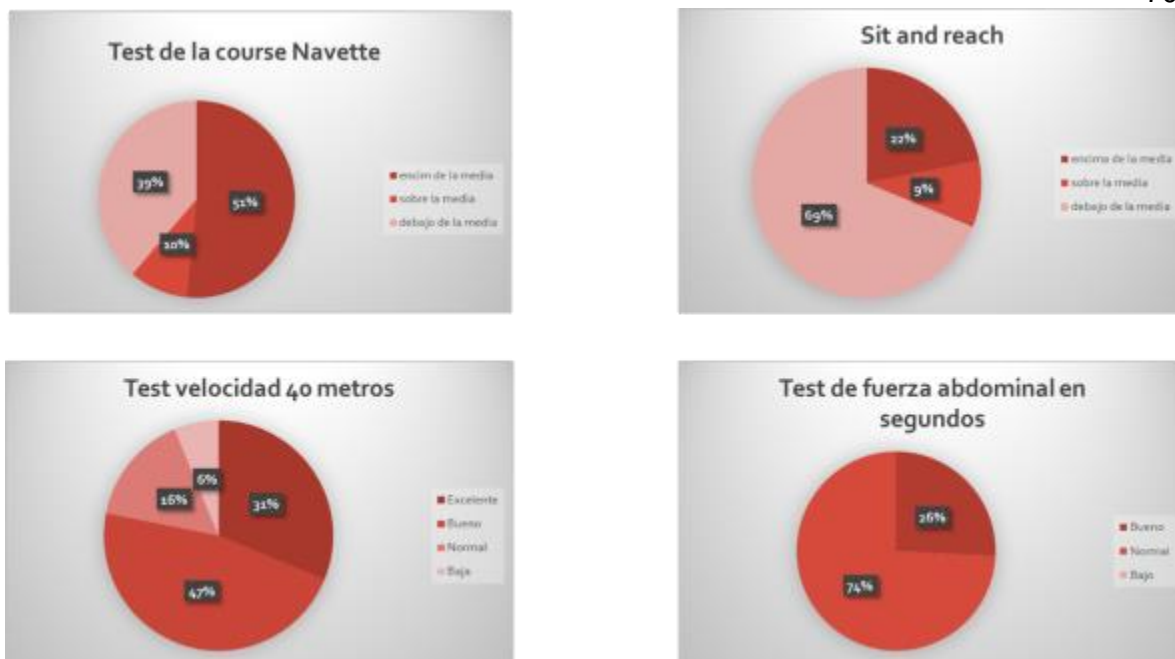 Test de la course Navette
39%
51%
10%
encim de la media
sobre la media
debajo de la media
Sit and reach
22%
9%
69%
encima de la media
sobre la media
debajo de la media
Test velocidad 40 metros
6%
16%
31%
47%
Excelente
Bueno
Normal
Baja
Test de fuerza abdominal en
segundos
26%
74%
Bueno
Normal
Bajo